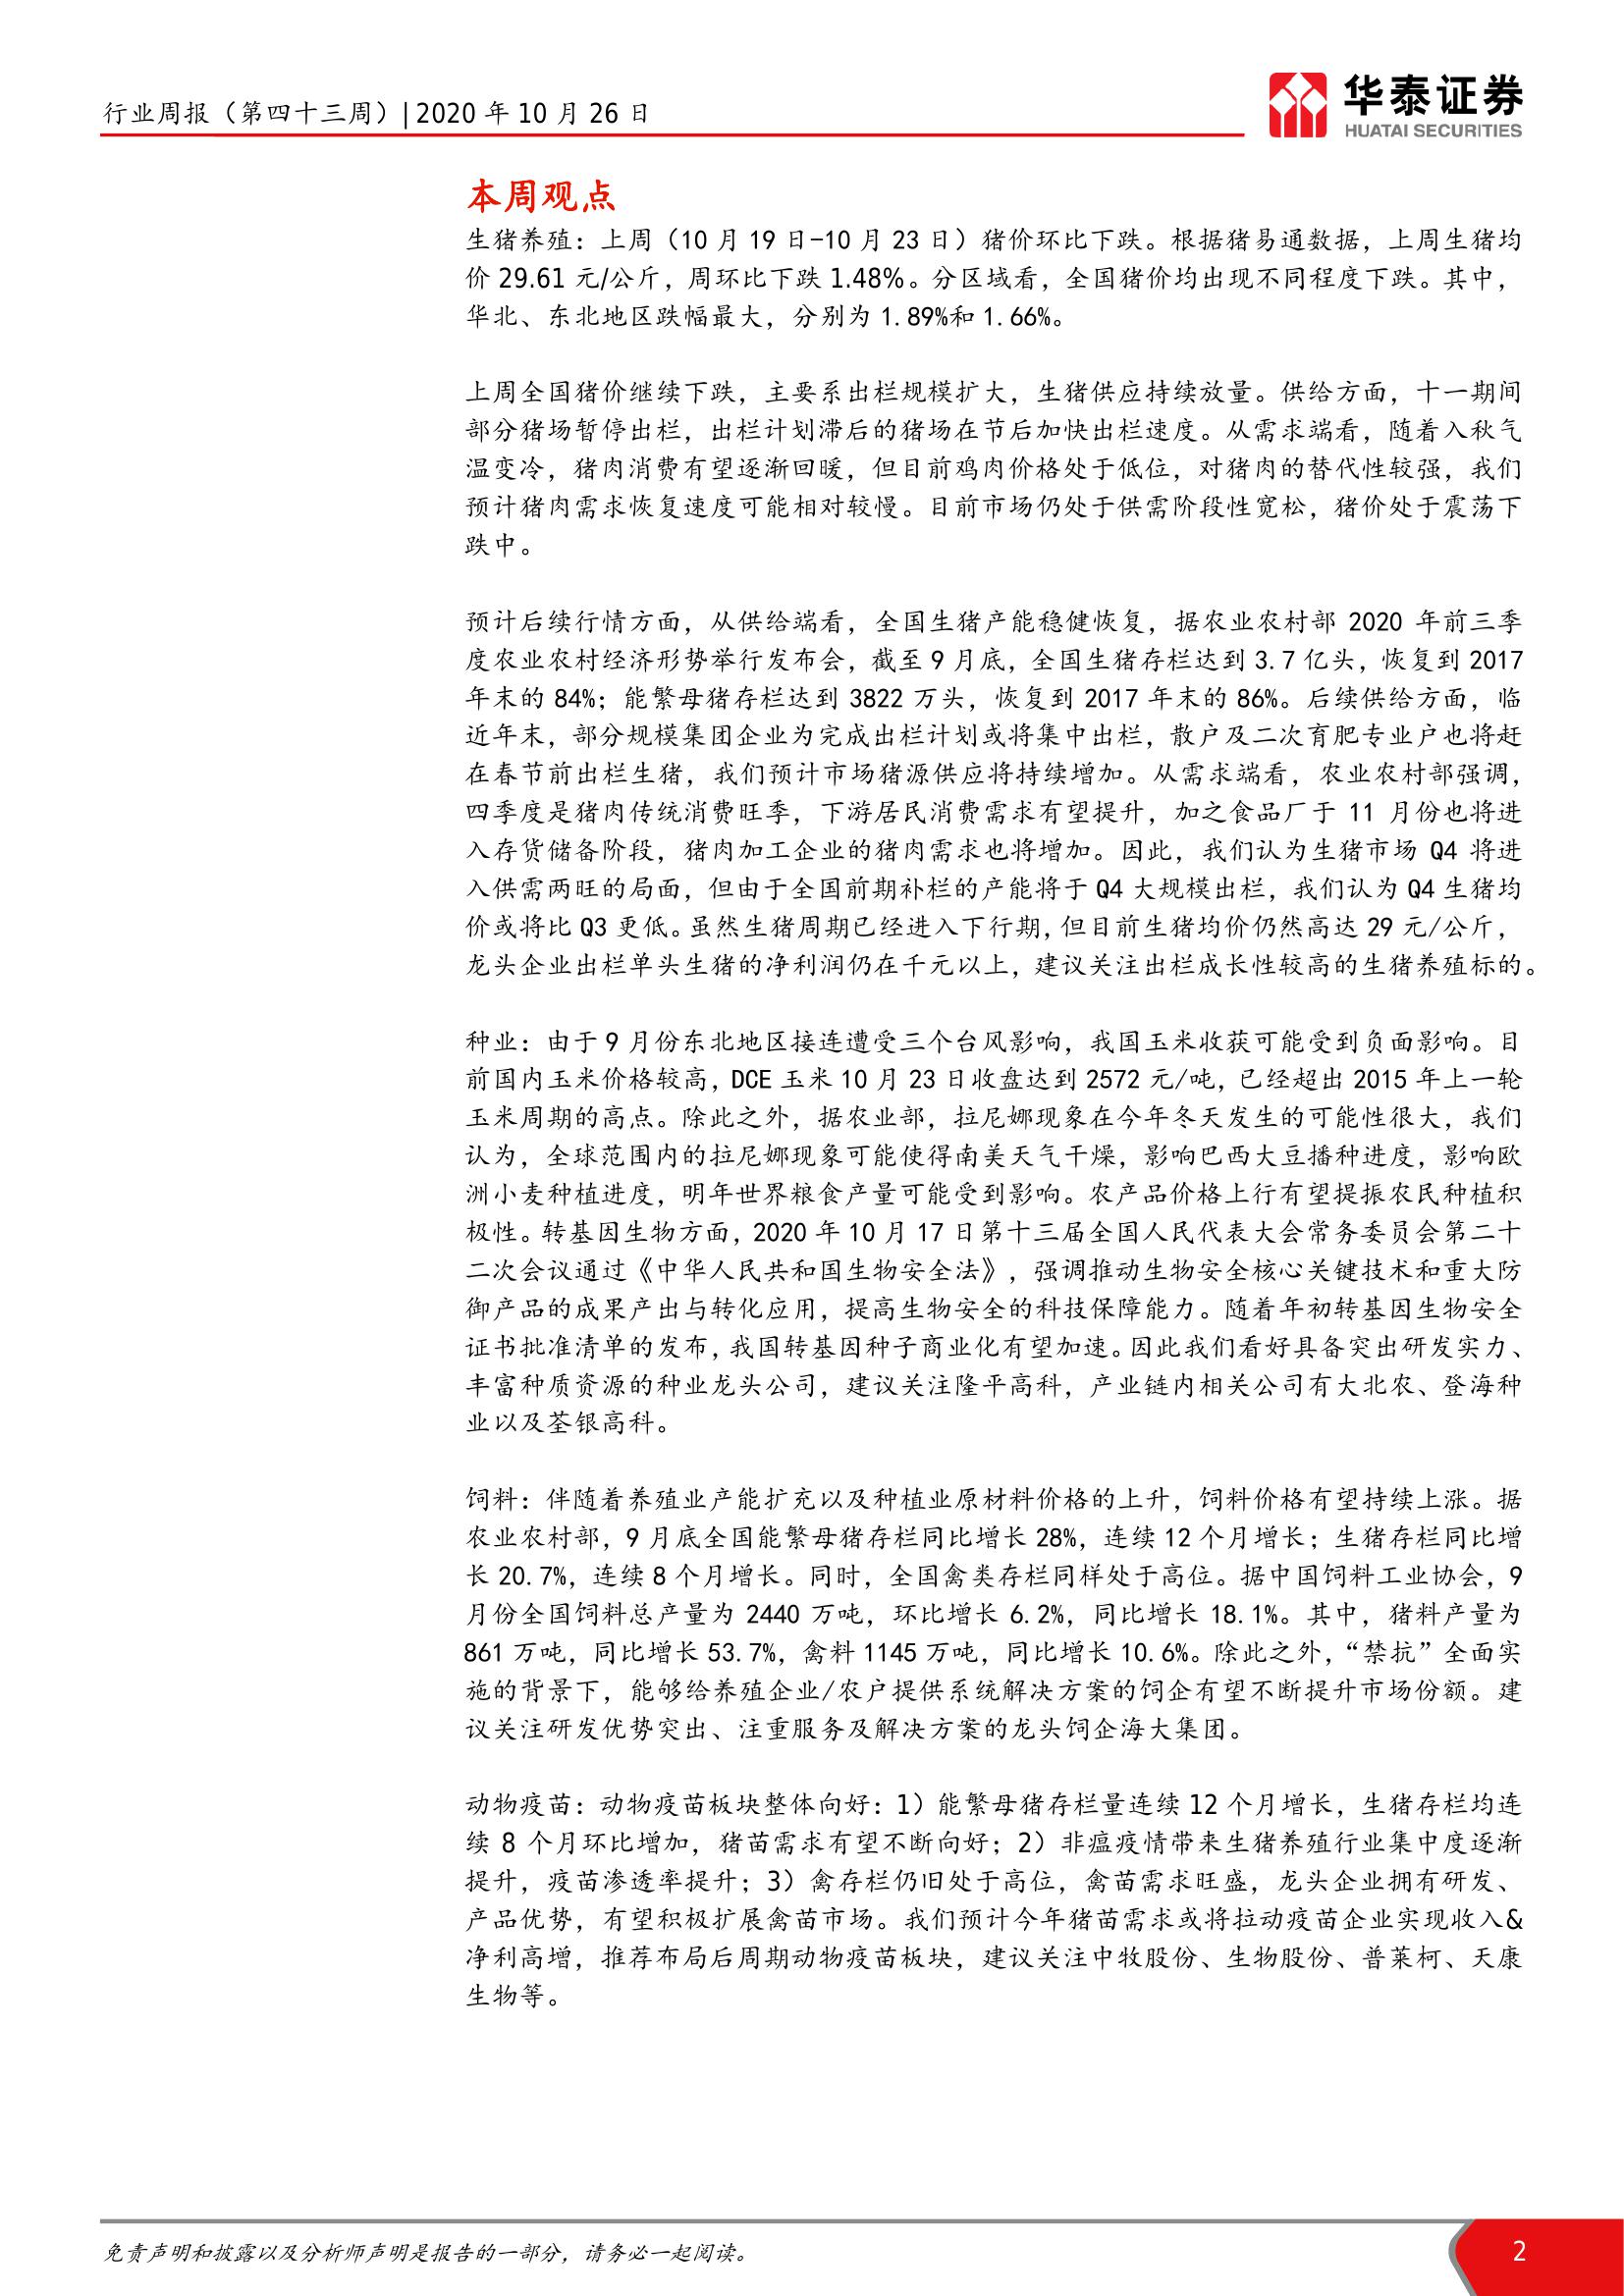 行业周报（第四十三周）| 2020 年 10 月 26 日
华泰证券
HUATAI SECURITIES
本周观点
生猪养殖：上周（10 月 19 日-10 月 23 日）猪价环比下跌。根据猪易通数据，上周生猪均
价 29.61 元/公斤，周环比下跌 1.48%。分区域看，全国猪价均出现不同程度下跌。其中，
华北、东北地区跌幅最大，分别为 1.89%和 1.66%。
上周全国猪价继续下跌，主要系出栏规模扩大，生猪供应持续放量。供给方面，十一期间
部分猪场暂停出栏，出栏计划滞后的猪场在节后加快出栏速度。从需求端看，随着入秋气
温变冷，猪肉消费有望逐渐回暖，但目前鸡肉价格处于低位，对猪肉的替代性较强，我们
预计猪肉需求恢复速度可能相对较慢。目前市场仍处于供需阶段性宽松，猪价处于震荡下
跌中。
预计后续行情方面，从供给端看，全国生猪产能稳健恢复，据农业农村部 2020 年前三季
度农业农村经济形势举行发布会，截至 9 月底，全国生猪存栏达到 3.7 亿头，恢复到 2017
年末的 84%；能繁母猪存栏达到 3822 万头，恢复到 2017 年末的 86%。后续供给方面，临
近年末，部分规模集团企业为完成出栏计划或将集中出栏，散户及二次育肥专业户也将赶
在春节前出栏生猪，我们预计市场猪源供应将持续增加。从需求端看，农业农村部强调，
四季度是猪肉传统消费旺季，下游居民消费需求有望提升，加之食品厂于 11 月份也将进
入存货储备阶段，猪肉加工企业的猪肉需求也将增加。因此，我们认为生猪市场 Q4 将进
入供需两旺的局面，但由于全国前期补栏的产能将于 Q4 大规模出栏，我们认为 Q4 生猪均
价或将比 Q3 更低。虽然生猪周期已经进入下行期，但目前生猪均价仍然高达 29 元/公斤，
龙头企业出栏单头生猪的净利润仍在千元以上，建议关注出栏成长性较高的生猪养殖标的。
种业：由于 9 月份东北地区接连遭受三个台风影响，我国玉米收获可能受到负面影响。目
前国内玉米价格较高，DCE 玉米 10 月 23 日收盘达到 2572 元/吨，已经超出 2015 年上一轮
玉米周期的高点。除此之外，据农业部，拉尼娜现象在今年冬天发生的可能性很大，我们
认为，全球范围内的拉尼娜现象可能使得南美天气干燥，影响巴西大豆播种进度，影响欧
洲小麦种植进度，明年世界粮食产量可能受到影响。农产品价格上行有望提振农民种植积
极性。转基因生物方面，2020 年 10 月 17 日第十三届全国人民代表大会常务委员会第二十
二次会议通过《中华人民共和国生物安全法》，强调推动生物安全核心关键技术和重大防
御产品的成果产出与转化应用，提高生物安全的科技保障能力。随着年初转基因生物安全
证书批准清单的发布，我国转基因种子商业化有望加速。因此我们看好具备突出研发实力、
丰富种质资源的种业龙头公司，建议关注隆平高科，产业链内相关公司有大北农、登海种
业以及荃银高科。
饲料：伴随着养殖业产能扩充以及种植业原材料价格的上升，饲料价格有望持续上涨。据
农业农村部，9 月底全国能繁母猪存栏同比增长 28%，连续 12 个月增长；生猪存栏同比增
长 20.7%，连续 8 个月增长。同时，全国禽类存栏同样处于高位。据中国饲料工业协会，9
月份全国饲料总产量为 2440 万吨，环比增长 6.2%，同比增长 18.1%。其中，猪料产量为
861 万吨，同比增长 53.7%，禽料 1145 万吨，同比增长 10.6%。除此之外，“禁抗”全面实
施的背景下，能够给养殖企业/农户提供系统解决方案的饲企有望不断提升市场份额。建
议关注研发优势突出、注重服务及解决方案的龙头饲企海大集团。
动物疫苗：动物疫苗板块整体向好：1）能繁母猪存栏量连续 12 个月增长，生猪存栏均连
续 8 个月环比增加，猪苗需求有望不断向好；2）非瘟疫情带来生猪养殖行业集中度逐渐
提升，疫苗渗透率提升；3）禽存栏仍旧处于高位，禽苗需求旺盛，龙头企业拥有研发、
产品优势，有望积极扩展禽苗市场。我们预计今年猪苗需求或将拉动疫苗企业实现收入&
净利高增，推荐布局后周期动物疫苗板块，建议关注中牧股份、生物股份、普莱柯、天康
生物等。
免责声明和披露以及分析师声明是报告的一部分，请务必一起阅读。
2